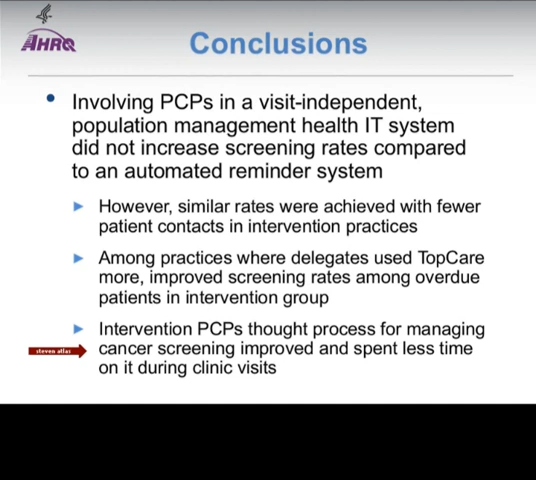 AHRQ
Conclusions
• Involving PCPs in a visit-independent,
population management health IT system
did not increase screening rates compared
to an automated reminder system
► However, similar rates were achieved with fewer
patient contacts in intervention practices
► Among practices where delegates used TopCare
more, improved screening rates among overdue
patients in intervention group
► Intervention PCPs thought process for managing
steven atlas
cancer screening improved and spent less time
on it during clinic visits